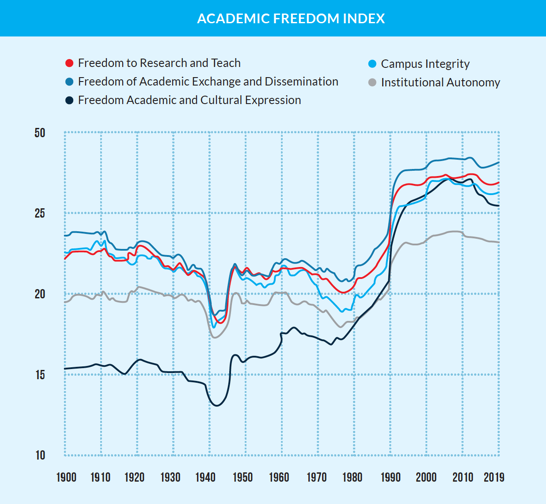 ACADEMIC FREEDOM INDEX
Freedom to Research and Teach
Campus Integrity
Freedom of Academic Exchange and Dissemination
Institutional Autonomy
Freedom Academic and Cultural Expression
50
25
20
15
10
1900 1910 1920 1930 1940 1950 1960 1970 1980 1990 2000 2010 2019